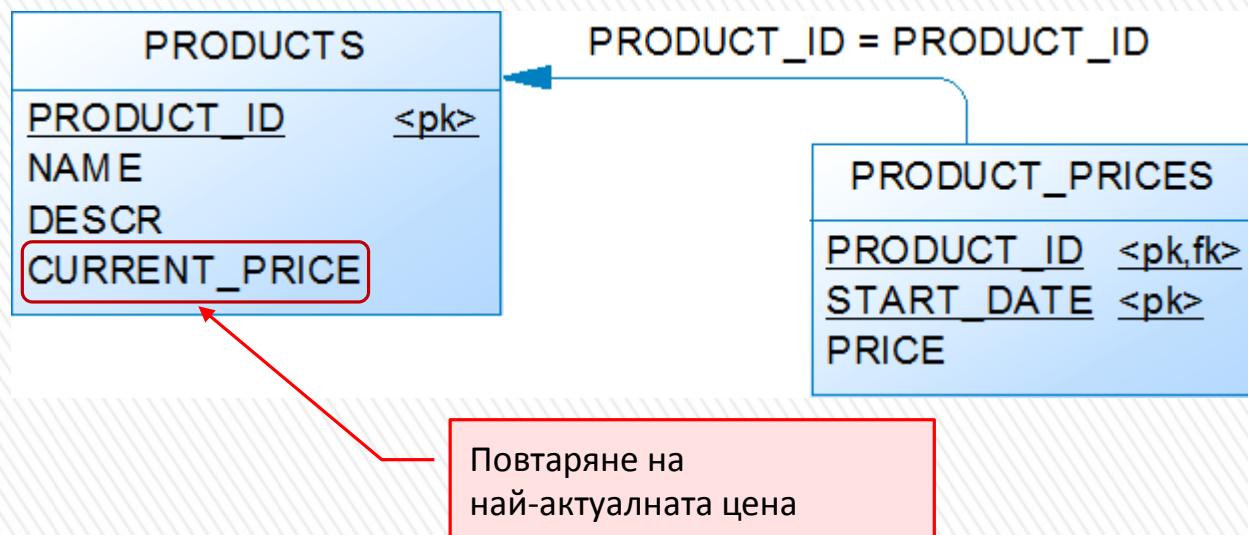 PRODUCTS
PRODUCT_ID <pk>
NAME
DESCR
CURRENT_PRICE
PRODUCT_ID = PRODUCT_ID
PRODUCT_PRICES
PRODUCT_ID <pk,fk>
START_DATE <pk>
PRICE
Повтаряне на
най-актуалната цена